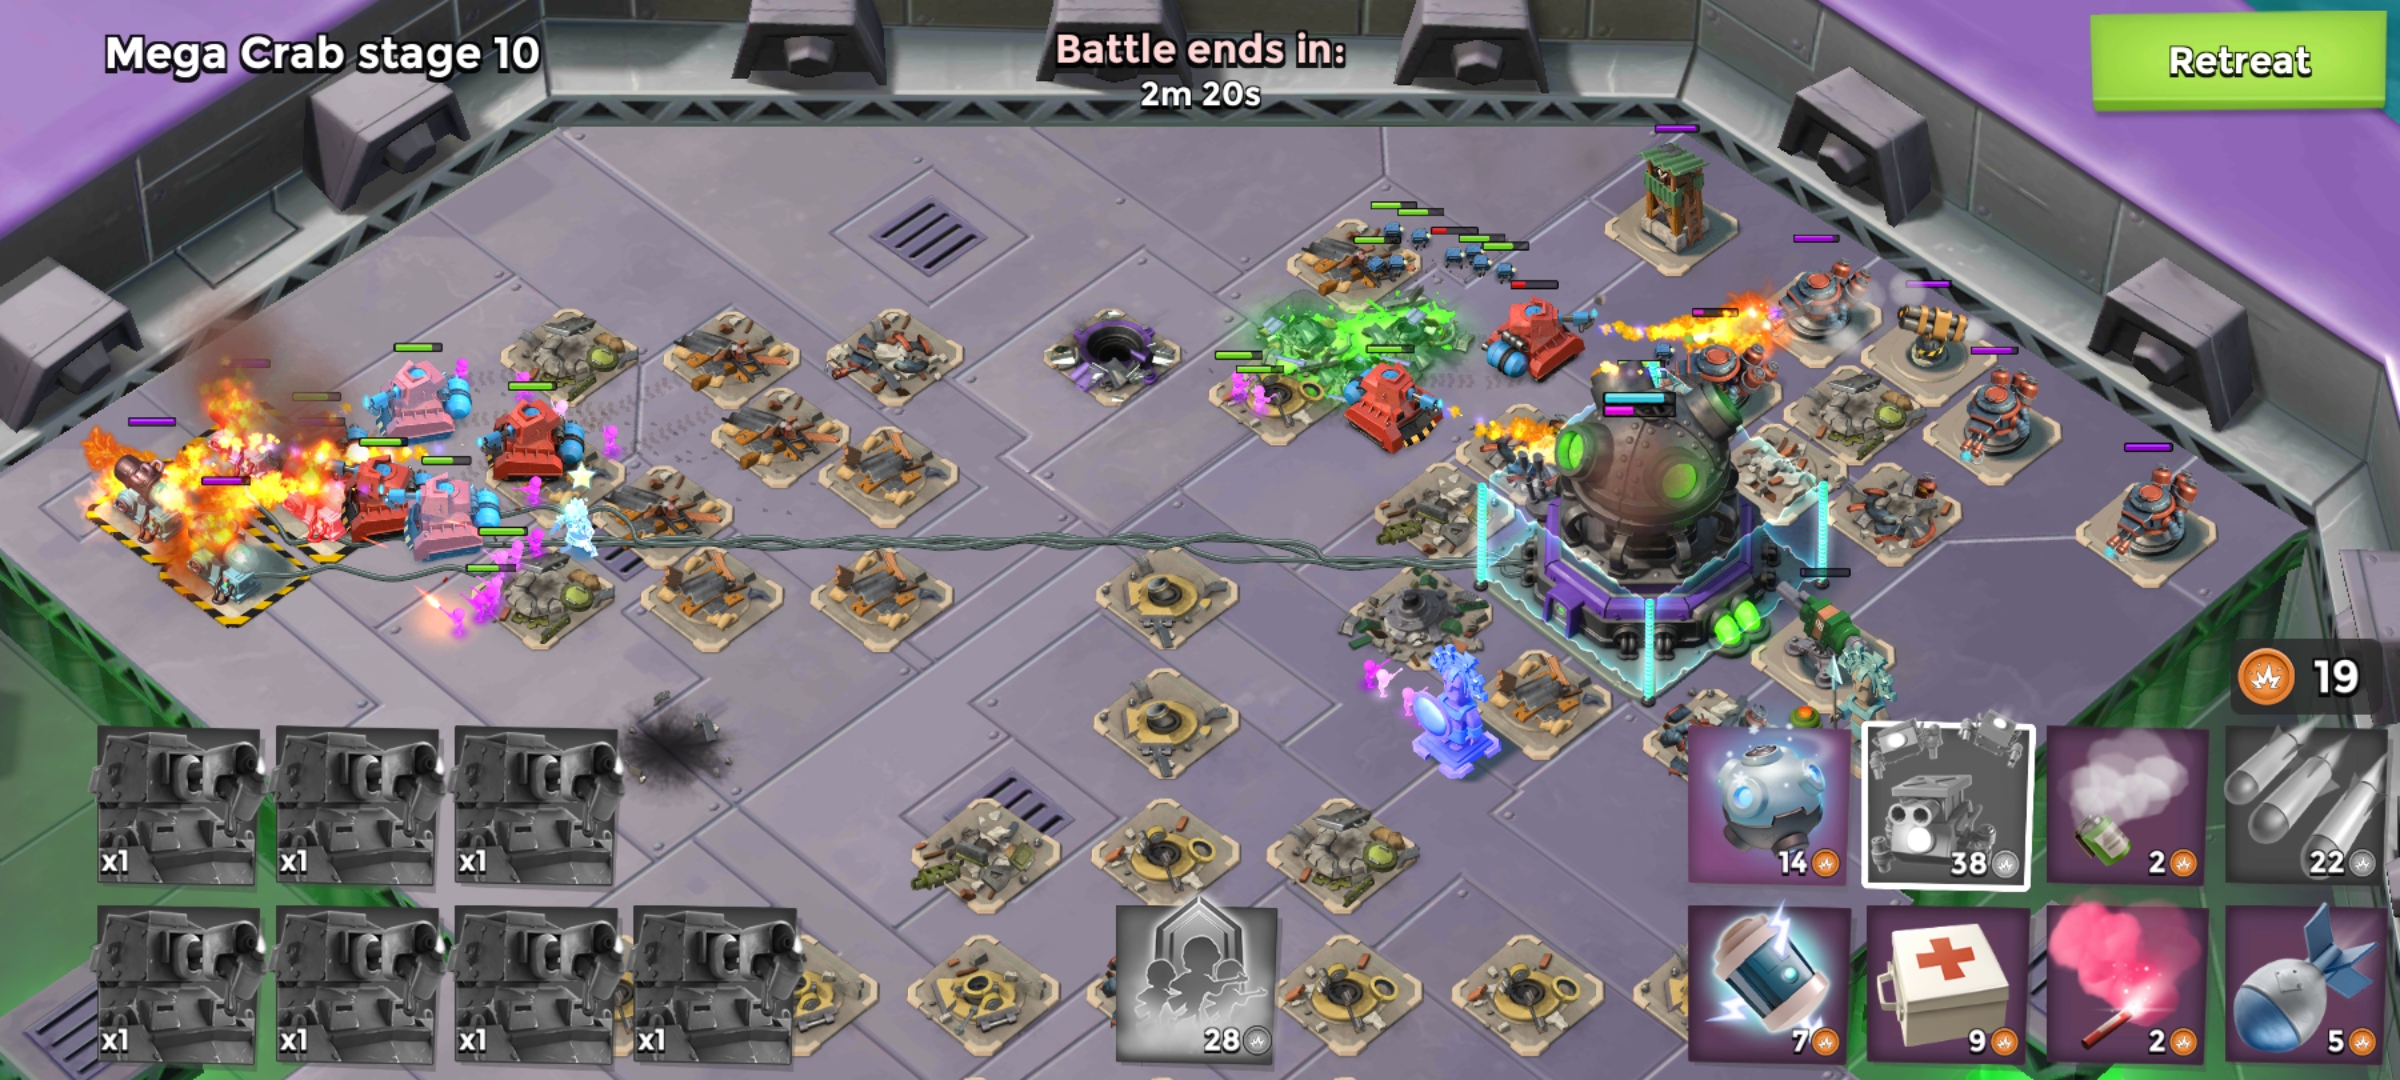 Mega Crab stage 10
Battle ends in:
2m 20s
Retreat
19
x1
x1
x1
14
38
2
22
x1
x1
x1
x1
28
7
9
2
5